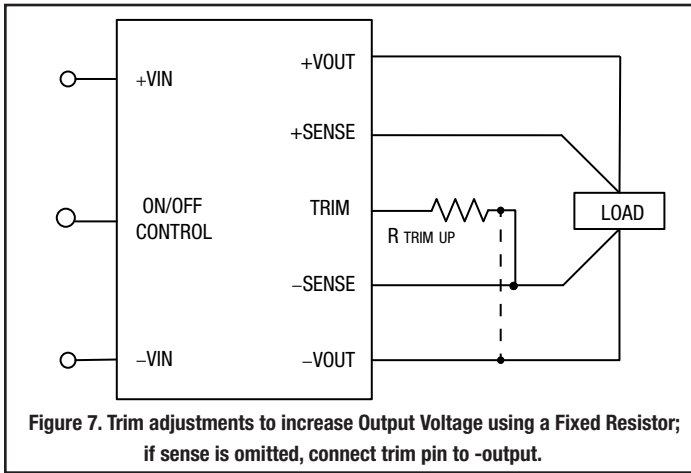 +VOUT
+VIN
+SENSE
ON/OFF
CONTROL
TRIM
R TRIM UP
LOAD
−SENSE
−VIN
−VOUT
Figure 7. Trim adjustments to increase Output Voltage using a Fixed Resistor;
if sense is omitted, connect trim pin to -output.